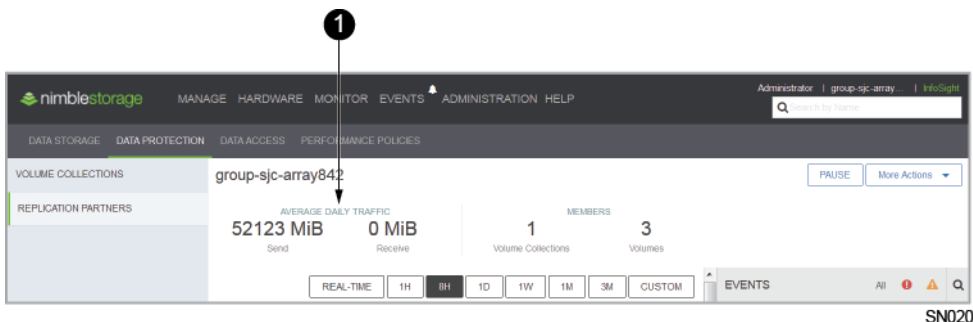 1
nimblestorage MANAGE HARDWARE MONITOR EVENTS ADMINISTRATION HELP
Administrator | group-sjc-array... | InfoSight
Search by Name
DATA STORAGE DATA PROTECTION DATA ACCESS PERFORMANCE POLICIES
VOLUME COLLECTIONS
REPLICATION PARTNERS
group-sjc-array842
PAUSE More Actions
AVERAGE DAILY TRAFFIC MEMBERS
52123 MiB 0 MiB 1 3
Send Receive Volume Collections Volumes
REAL-TIME 1H 8H 1D 1W 1M 3M CUSTOM
EVENTS All
SN020